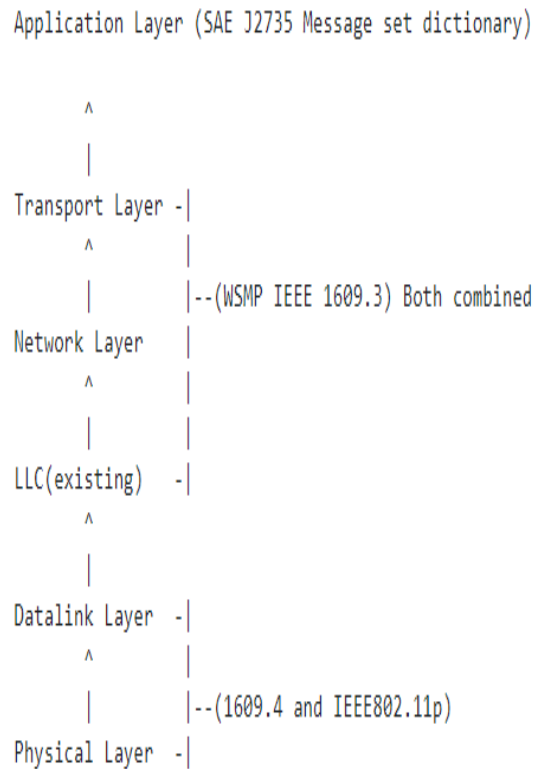 Application Layer (SAE J2735 Message set dictionary)
^
|
Transport Layer -|
^ |
| |--(WSMP IEEE 1609.3) Both combined
Network Layer |
^ |
| |
LLC(existing) -|
^
|
Datalink Layer -|
^ |
| |--(1609.4 and IEEE802.11p)
Physical Layer -|